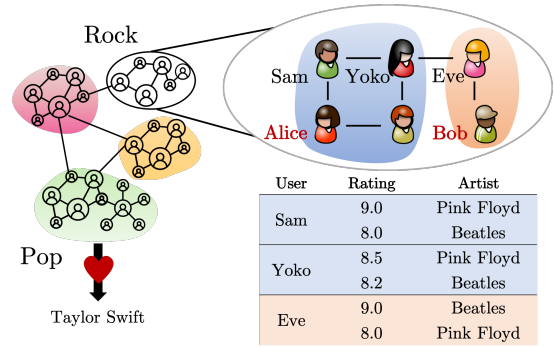 Rock
Sam
Yoko
Eve
Alice
Bob
Pop
Taylor Swift
User Rating Artist
Sam 9.0 Pink Floyd
8.0 Beatles
Yoko 8.5 Pink Floyd
8.2 Beatles
Eve 9.0 Beatles
8.0 Pink Floyd